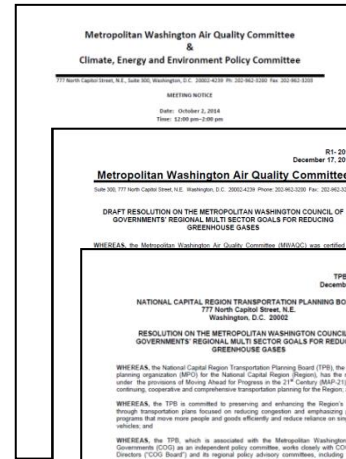 Metropolitan Washington Air Quality Committee
&
Climate, Energy and Environment Policy Committee
777 North Capitol Street, N.E., Suite 300, Washington, D.C. 20002-4239 Ph: 202-962-3200 Fax: 202-962-3200
MEETING NOTICE
Date: October 2, 2014
Time: 12:00 pm–2:00 pm
R1- 20
December 17, 20
Metropolitan Washington Air Quality Committee
Suite 300, 777 North Capitol Street, N.E. Washington, D.C. 20002-4239 Phone: 202-962-3200 Fax: 202-962-32
DRAFT RESOLUTION ON THE METROPOLITAN WASHINGTON COUNCIL OF
GOVERNMENTS' REGIONAL MULTI SECTOR GOALS FOR REDUCING
GREENHOUSE GASES
WHEREAS, the Metropolitan Washington Air Quality Committee (MWAQC) was certified
TPB
Decemb
NATIONAL CAPITAL REGION TRANSPORTATION PLANNING BO
777 North Capitol Street, N.E.
Washington, D.C. 20002
RESOLUTION ON THE METROPOLITAN WASHINGTON COUNCIL
GOVERNMENTS' REGIONAL MULTI SECTOR GOALS FOR REDU
GREENHOUSE GASES
WHEREAS, the National Capital Region Transportation Planning Board (TPB), the
planning organization (MPO) for the National Capital Region (Region), has the
under the provisions of Moving Ahead for Progress in the 21st Century (MAP-21)
continuing, cooperative and comprehensive transportation planning for the Region;
WHEREAS, the TPB is committed to preserving and enhancing the Region's
through transportation plans focused on reducing congestion and emphasizing
programs that move more people and goods efficiently and reduce reliance on sin
vehicles; and
WHEREAS, the TPB, which is associated with the Metropolitan Washington
Governments (COG) as an independent policy committee, works closely with COG
Directors ("COG Board") and its regional policy advisory committees, including